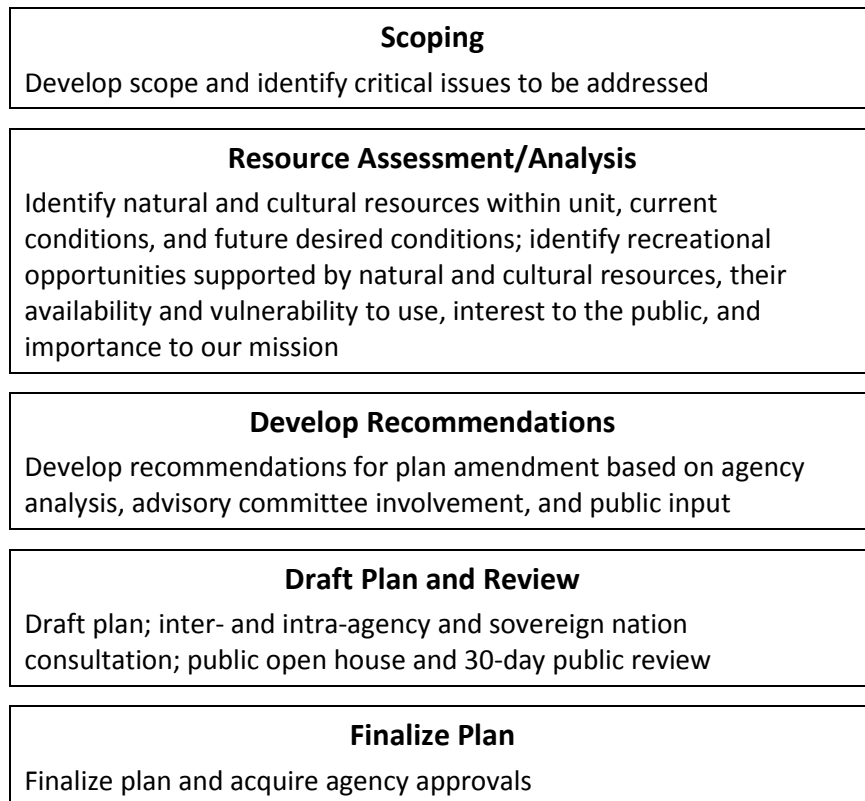 Scoping
Develop scope and identify critical issues to be addressed
Resource Assessment/Analysis
Identify natural and cultural resources within unit, current
conditions, and future desired conditions; identify recreational
opportunities supported by natural and cultural resources, their
availability and vulnerability to use, interest to the public, and
importance to our mission
Develop Recommendations
Develop recommendations for plan amendment based on agency
analysis, advisory committee involvement, and public input
Draft Plan and Review
Draft plan; inter- and intra-agency and sovereign nation
consultation; public open house and 30-day public review
Finalize Plan
Finalize plan and acquire agency approvals